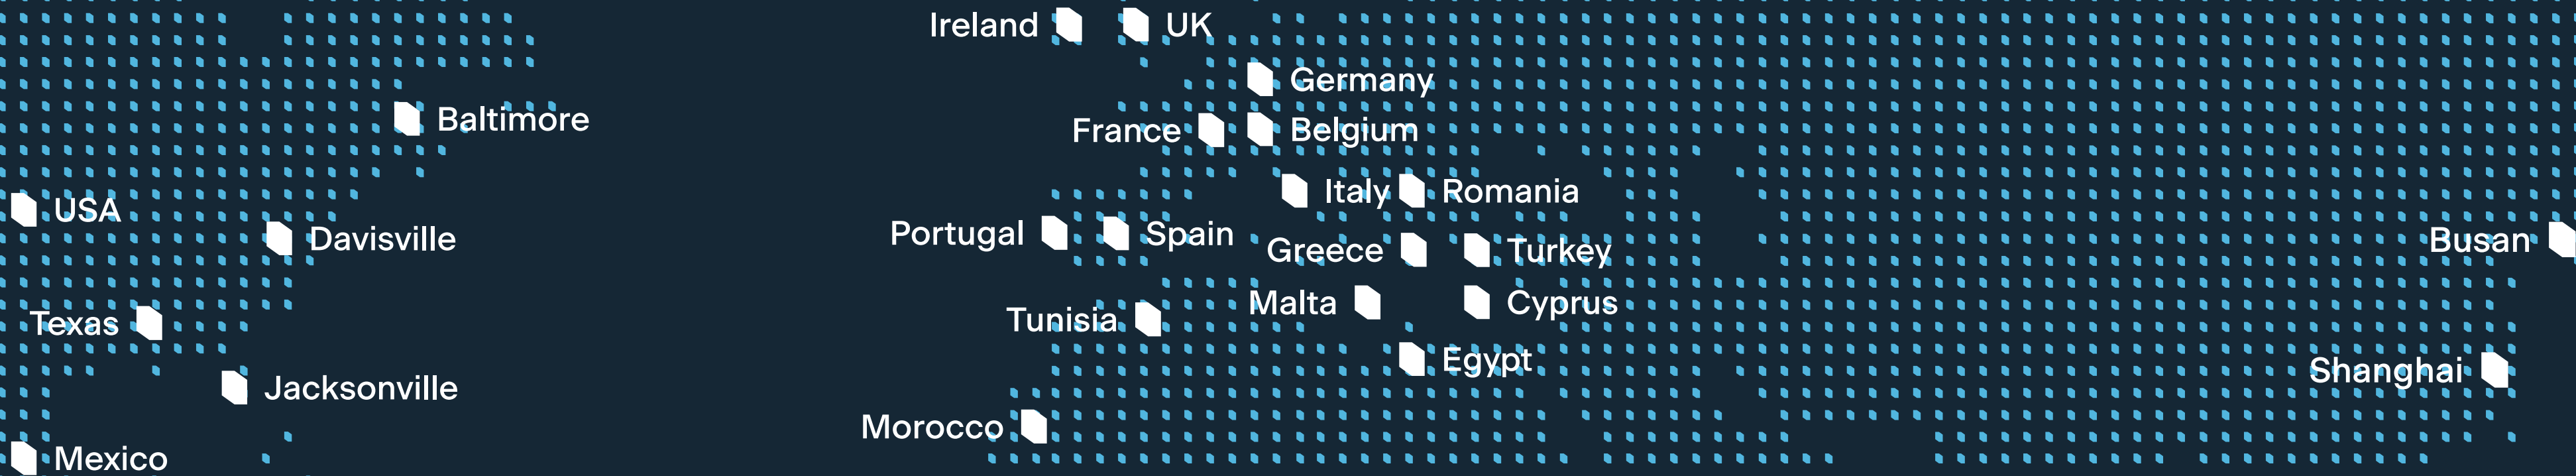 Ireland
UK
Germany
Baltimore
France
Belgium
Italy
Romania
USA
Portugal
Spain
Davisville
Greece
Turkey
Busan
Malta
Cyprus
Tunisia
Texas
Egypt
Shanghai
Jacksonville
Morocco
Mexico